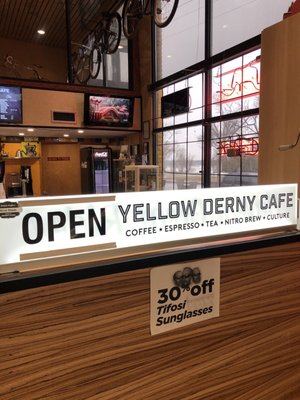 OPEN
YELLOW DERNY CAFE
COFFEE • ESPRESSO • TEA • NITRO BREW • CULTURE
30% off
Tifosi
Sunglasses